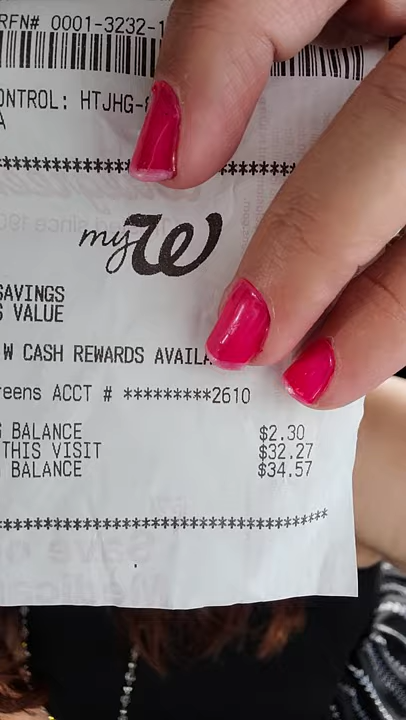 RFN# 0001-3232-1
ONTROL: HTJHG-
A
****************
myW
SAVINGS
S VALUE
W CASH REWARDS AVAILA
reens ACCT # *********2610
BALANCE $2.30
THIS VISIT $32.27
BALANCE $34.57
****************************